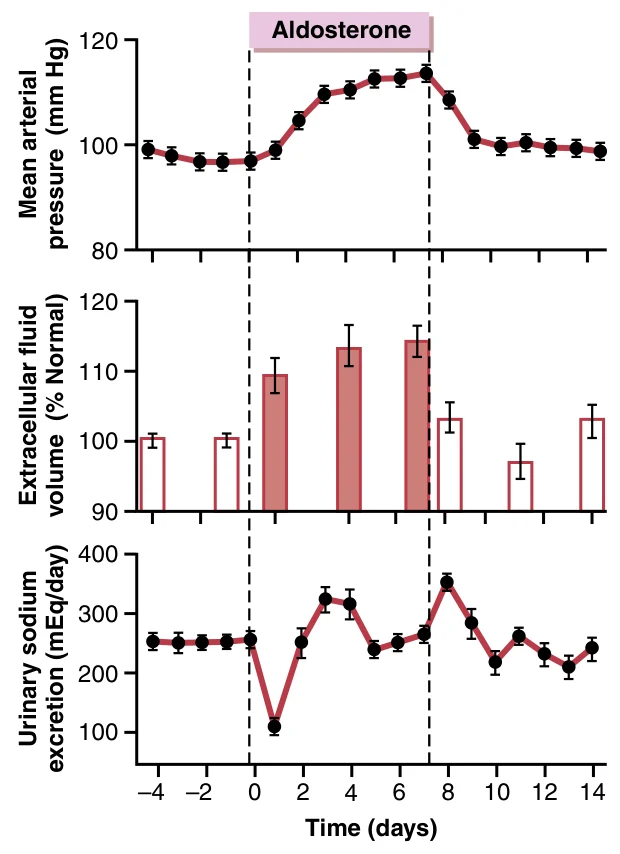 Aldosterone
Mean arterial
pressure (mm Hg)
120
100
80
Extracellular fluid
volume (% Normal)
120
110
100
90
Urinary sodium
excretion (mEq/day)
400
300
200
100
–4 –2 0 2 4 6 8 10 12 14
Time (days)